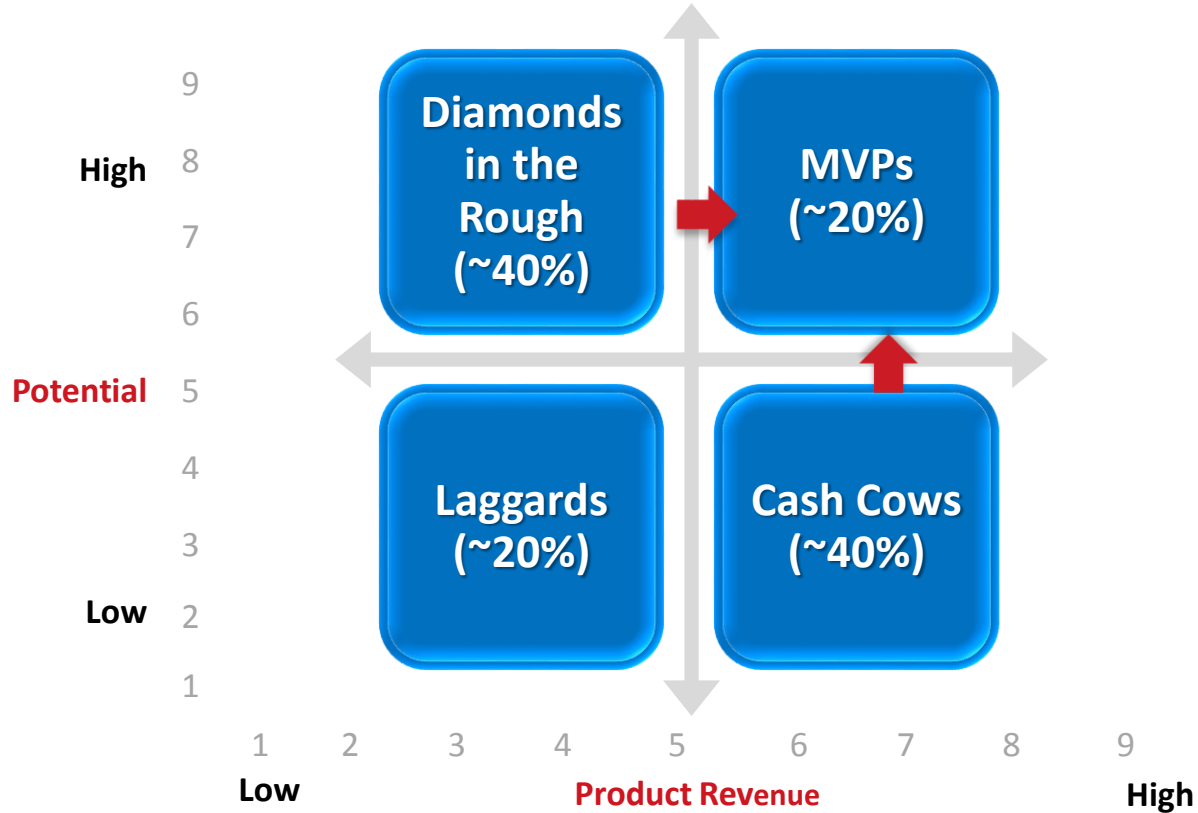 9
8
High
7
6
Potential
5
4
3
Low
2
1
Diamonds
in the
Rough
(~40%)
MVPs
(~20%)
Laggards
(~20%)
Cash Cows
(~40%)
1 2 3 4 5 6 7 8 9
Low Product Revenue High